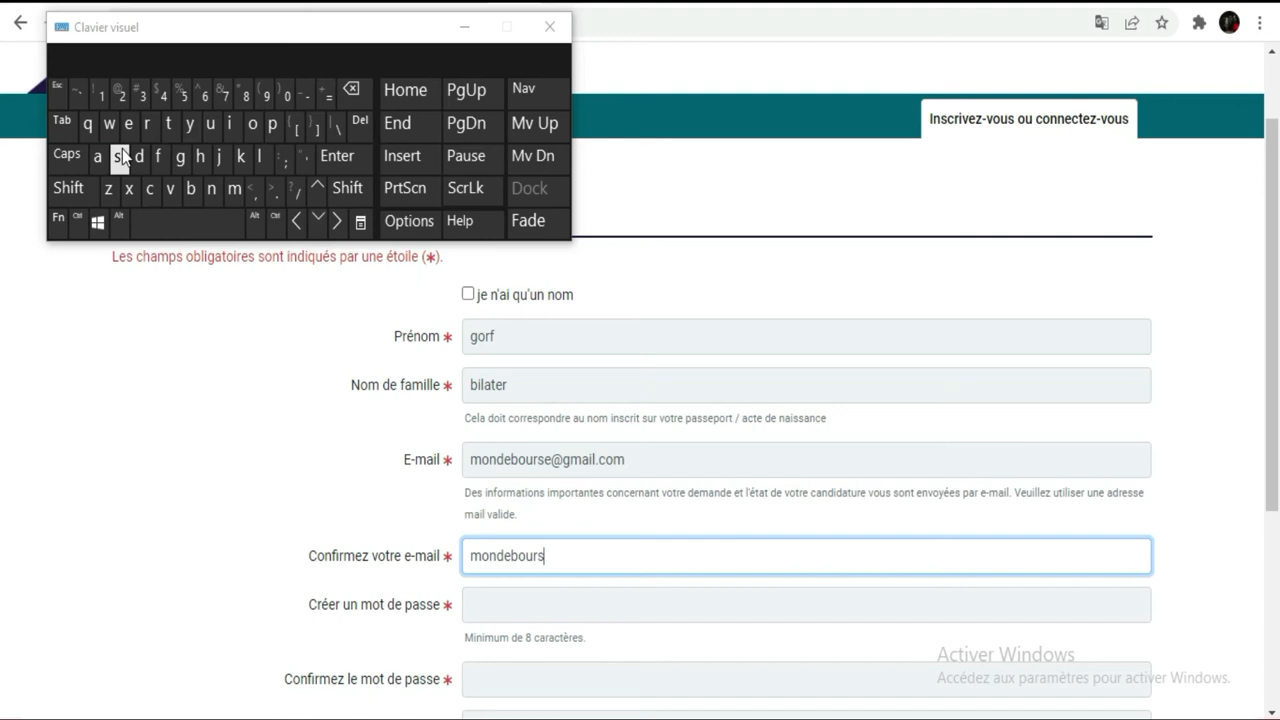 Clavier visuel
Esc ~ ` ! 1 @ 2 # 3 $ 4 % 5 ^ 6 & 7 * 8 ( 9 ) 0 _ - + = Home PgUp Nav
Tab q w e r t y u i o p { [ } ] | \ Del End PgDn Mv Up
Caps a s d f g h j k l : ; " ' Enter Insert Pause Mv Dn
Shift z x c v b n m < , > . ? / Shift PrtScn ScrLk Dock
Fn Ctrl Alt Alt Ctrl Options Help Fade
Inscrivez-vous ou connectez-vous
Les champs obligatoires sont indiqués par une étoile (*).
je n'ai qu'un nom
Prénom * gorf
Nom de famille * bilater
Cela doit correspondre au nom inscrit sur votre passeport / acte de naissance
E-mail * mondebourse@gmail.com
Des informations importantes concernant votre demande et l'état de votre candidature vous sont envoyées par e-mail. Veuillez utiliser une adresse
mail valide.
Confirmez votre e-mail * mondebours
Créer un mot de passe *
Minimum de 8 caractères.
Confirmez le mot de passe *
Activer Windows
Accédez aux paramètres pour activer Windows.